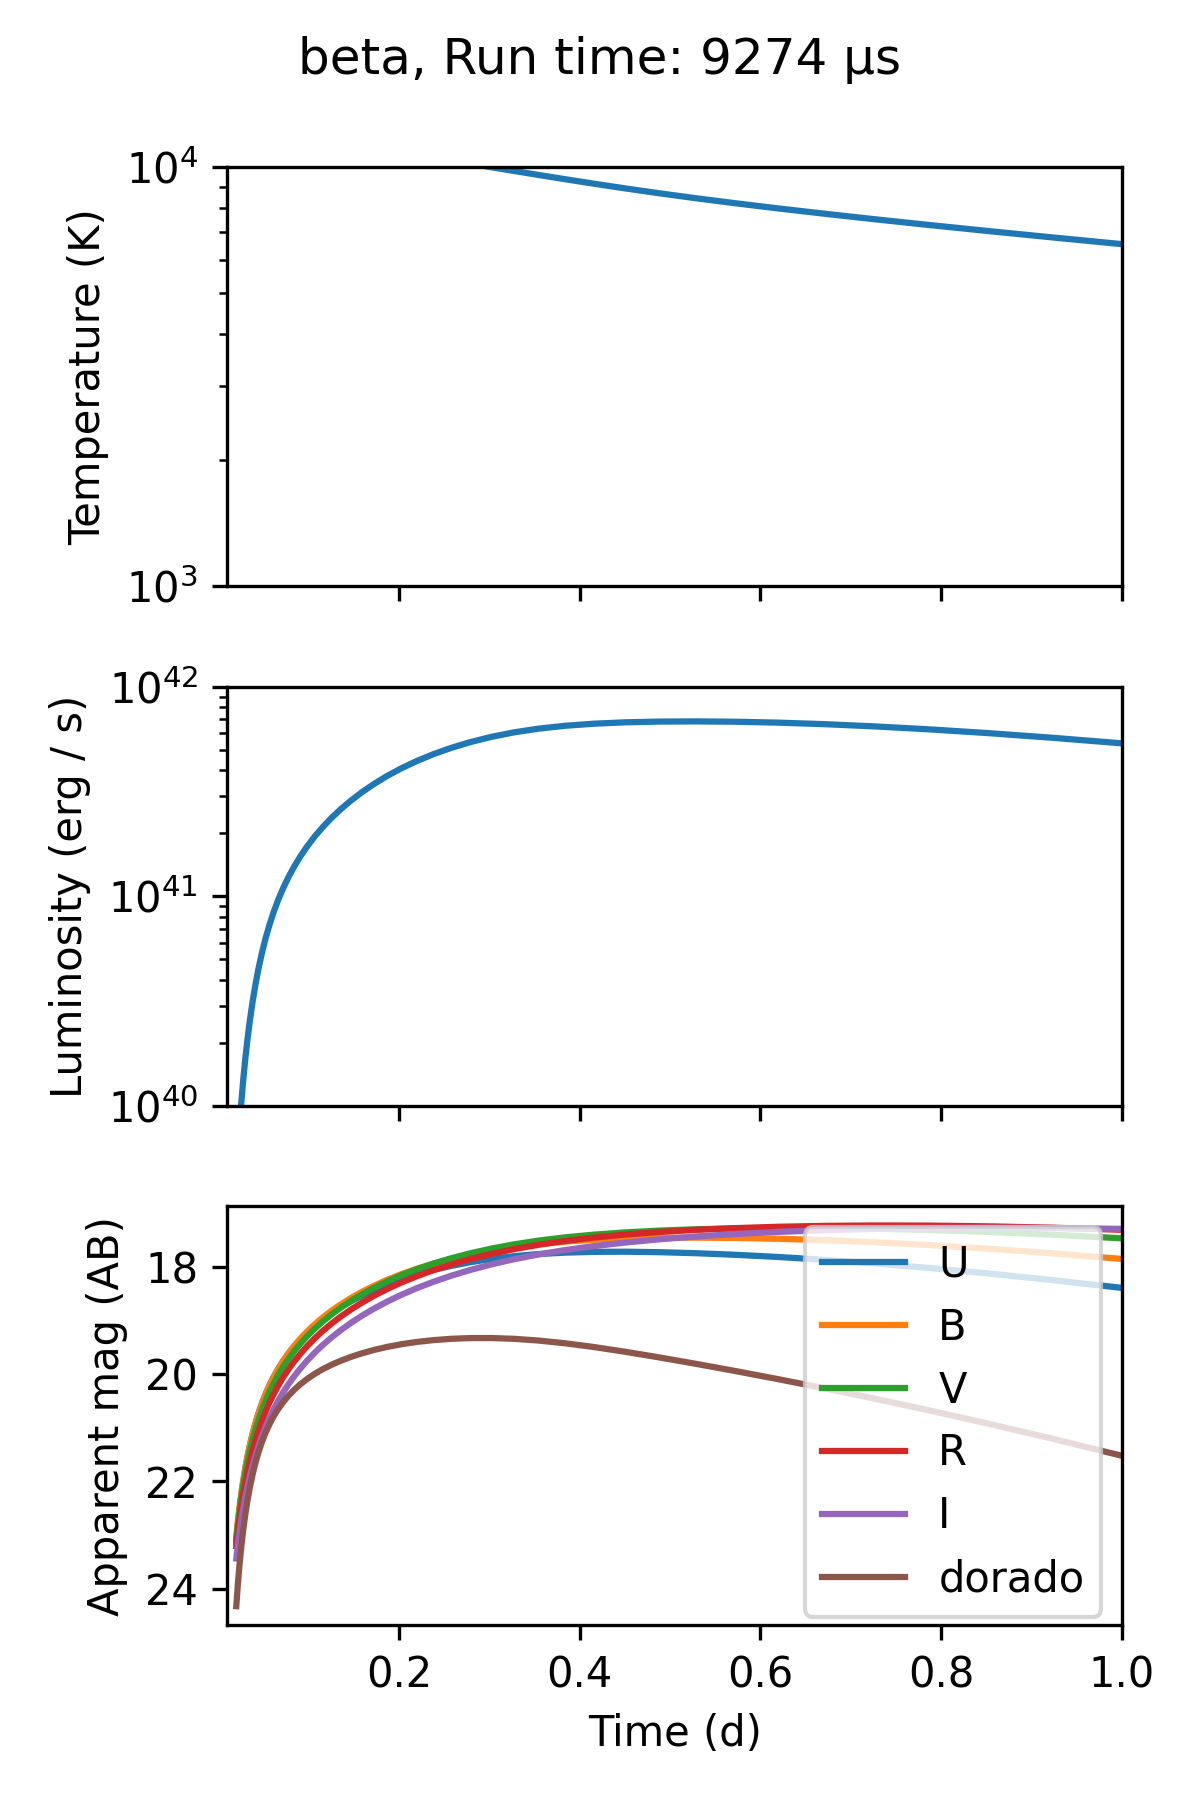 beta, Run time: 9274 µs
10⁴
Temperature (K)
10³
10⁴²
Luminosity (erg / s)
10⁴¹
10⁴⁰
Apparent mag (AB)
18
20
22
24
U
B
V
R
I
dorado
0.2 0.4 0.6 0.8 1.0
Time (d)